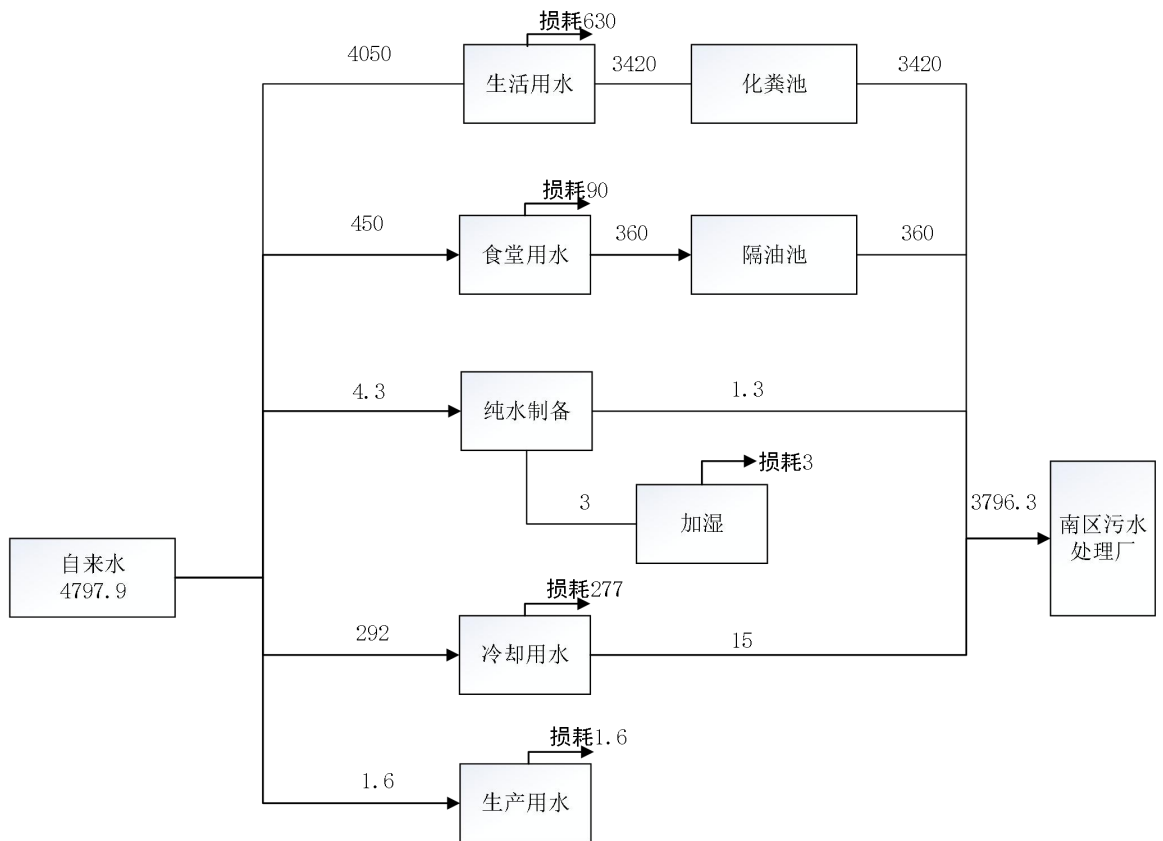 损耗630
4050
生活用水
3420
化粪池
3420
损耗90
450
食堂用水
360
隔油池
360
4.3
纯水制备
1.3
损耗3
3
加湿
3796.3
南区污水
处理厂
自来水
4797.9
损耗277
292
冷却用水
15
损耗1.6
1.6
生产用水